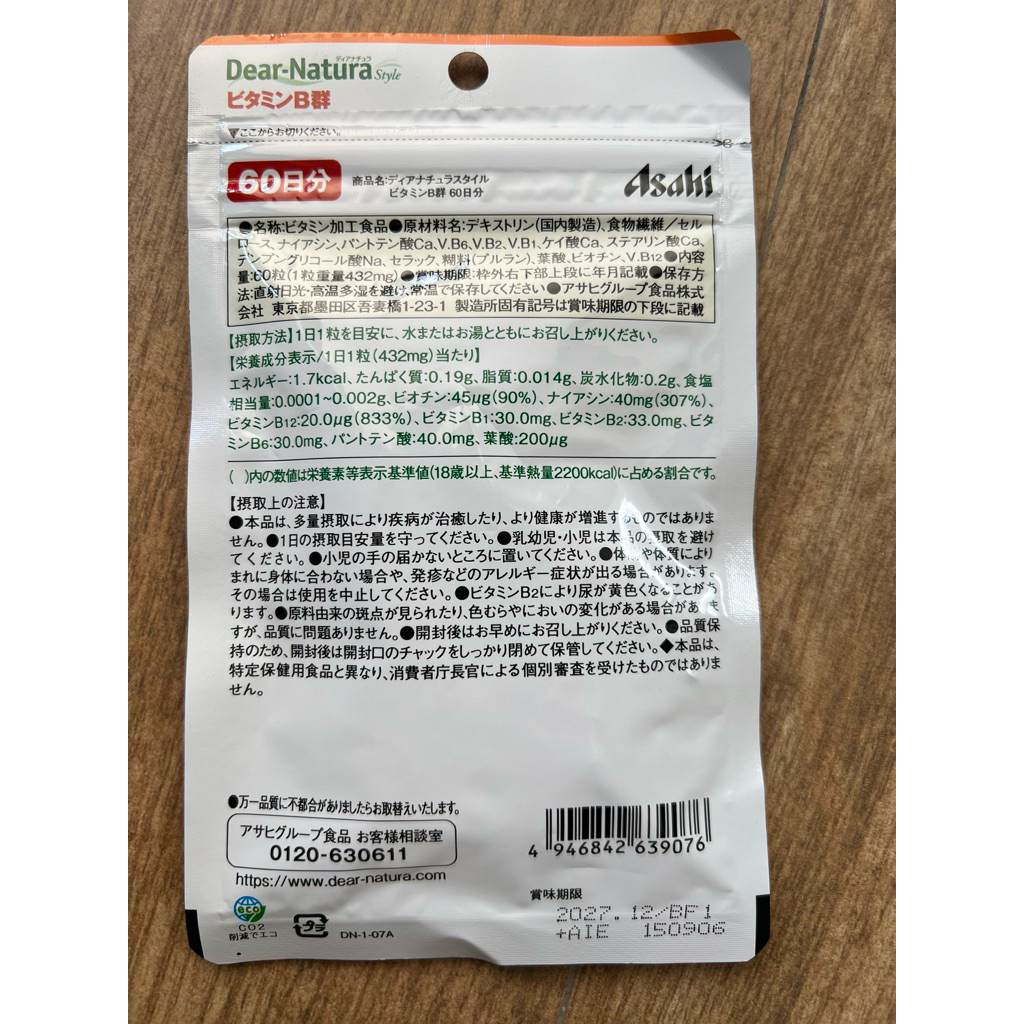 ディアナチュラ
Dear-Natura Style
ビタミンB群
▼ここからお切りください。
60日分
商品名:ディアナチュラスタイル
ビタミンB群 60日分
Asahi
●名称:ビタミン加工食品●原材料名:デキストリン(国内製造)、食物繊維/セル
ロース、ナイアシン、パントテン酸Ca、V.B6、V.B2、V.B1、ケイ酸Ca、ステアリン酸Ca、
デンプングリコール酸Na、セラック、糊料(プルラン)、葉酸、ビオチン、V.B12●内容
量:60粒(1粒重量432mg)●賞味期限:枠外右下部上段に年月記載●保存方
法:直射日光・高温多湿を避け、常温で保存してください●アサヒグループ食品株式
会社 東京都墨田区吾妻橋1-23-1 製造所固有記号は賞味期限の下段に記載
【摂取方法】1日1粒を目安に、水またはお湯とともにお召し上がりください。
【栄養成分表示/1日1粒(432mg)当たり】
エネルギー:1.7kcal、たんぱく質:0.19g、脂質:0.014g、炭水化物:0.2g、食塩
相当量:0.0001~0.002g、ビオチン:45μg(90%)、ナイアシン:40mg(307%)、
ビタミンB12:20.0μg(833%)、ビタミンB1:30.0mg、ビタミンB2:33.0mg、ビタ
ミンB6:30.0mg、パントテン酸:40.0mg、葉酸:200μg
( )内の数値は栄養素等表示基準値(18歳以上、基準熱量2200kcal)に占める割合です。
【摂取上の注意】
●本品は、多量摂取により疾病が治癒したり、より健康が増進するものではありま
せん。●1日の摂取目安量を守ってください。●乳幼児・小児は本品の摂取を避け
てください。●小児の手の届かないところに置いてください。●体調や体質により
まれに身体に合わない場合や、発疹などのアレルギー症状が出る場合があります。
その場合は使用を中止してください。●ビタミンB2により尿が黄色くなることがあ
ります。●原料由来の斑点が見られたり、色むらやにおいの変化がある場合がありま
すが、品質に問題ありません。●開封後はお早めにお召し上がりください。●品質保
持のため、開封後は開封口のチャックをしっかり閉めて保管してください。◆本品は、
特定保健用食品と異なり、消費者庁長官による個別審査を受けたものではありま
せん。
●万一品質に不都合がありましたらお取替えいたします。
アサヒグループ食品 お客様相談室
0120-630611
https://www.dear-natura.com
4 946842 639076
賞味期限
2027.12/BF1
+AIE 150906
eco
CO2
削減でエコ
プラ
DN-1-07A